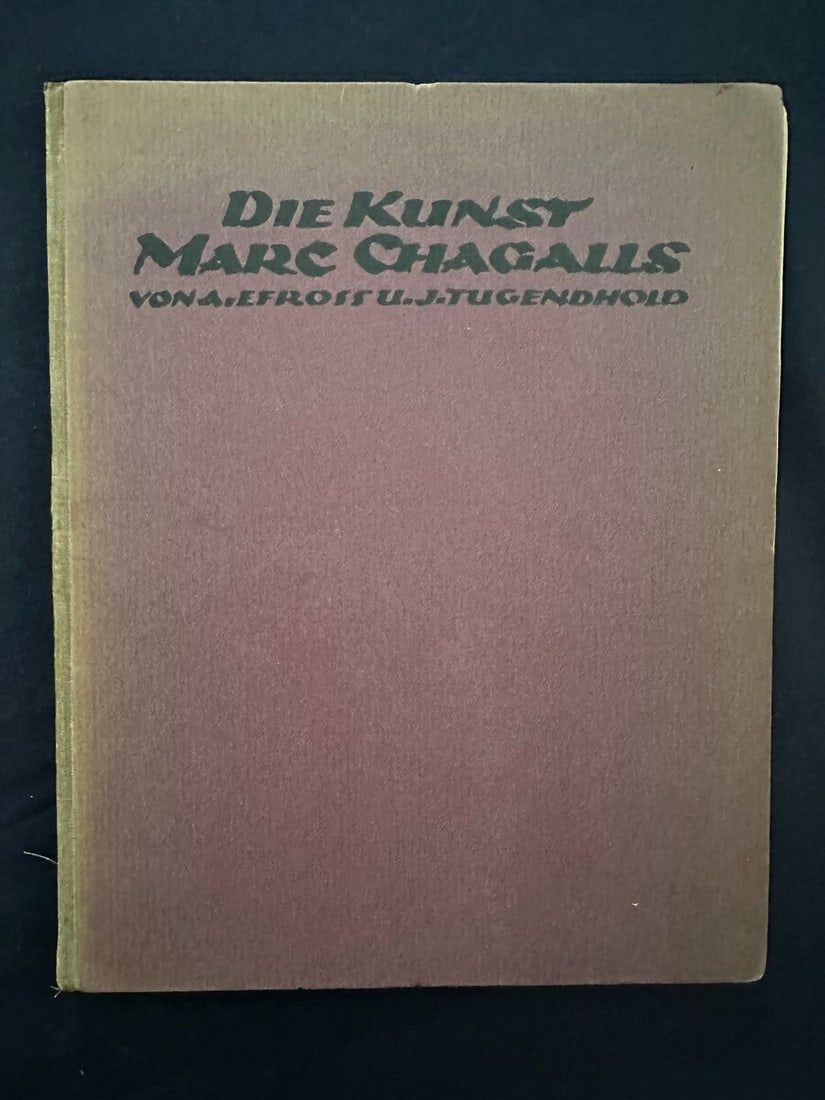 DIE KUNST
MARC CHAGALLS
VON A. EFROSS U. J. TUGENDHOLD